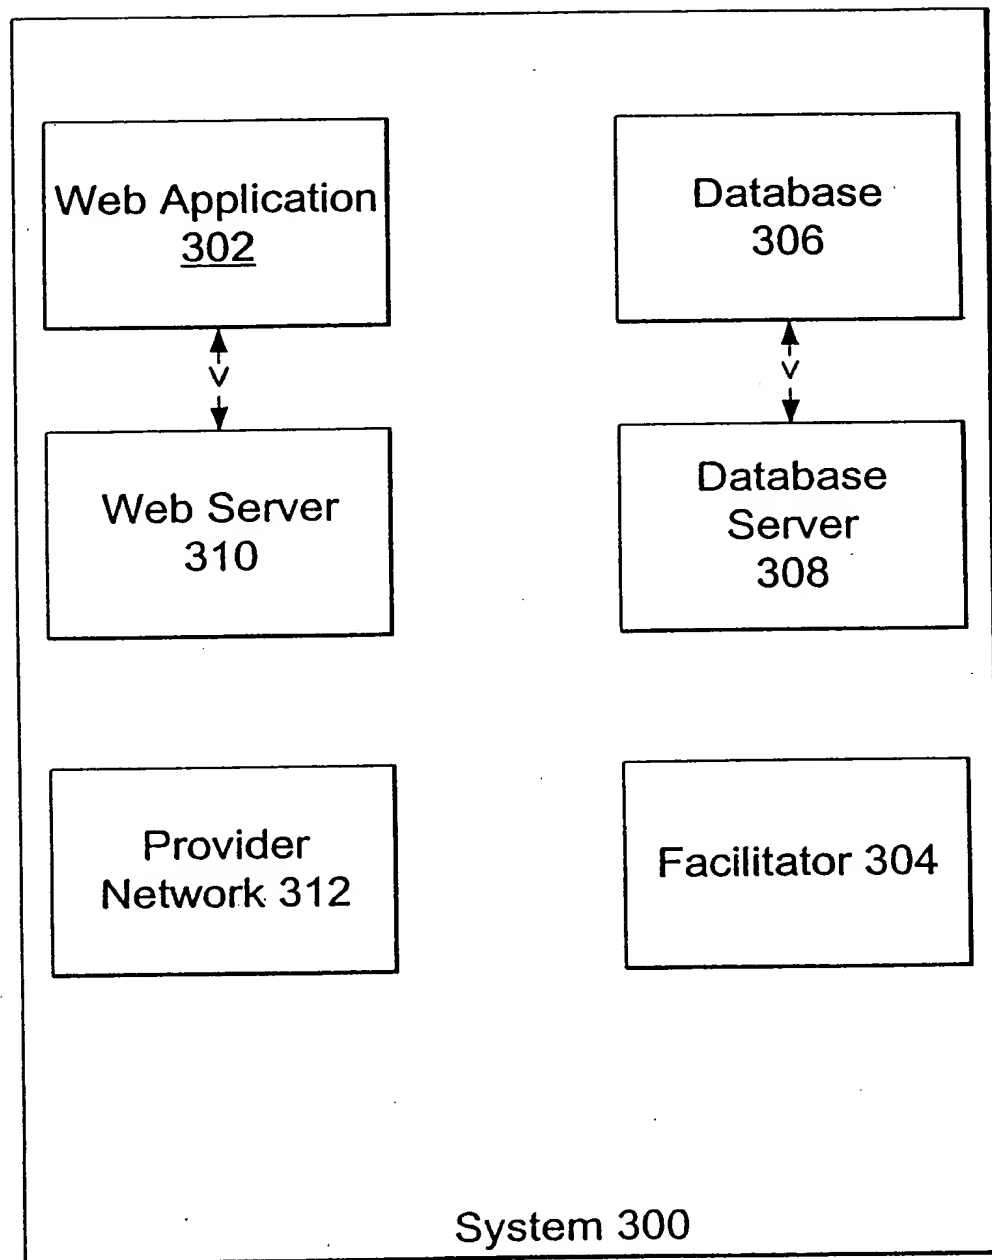 Web Application
302
Database
306
V
V
Web Server
310
Database
Server
308
Provider
Network 312
Facilitator 304
System 300